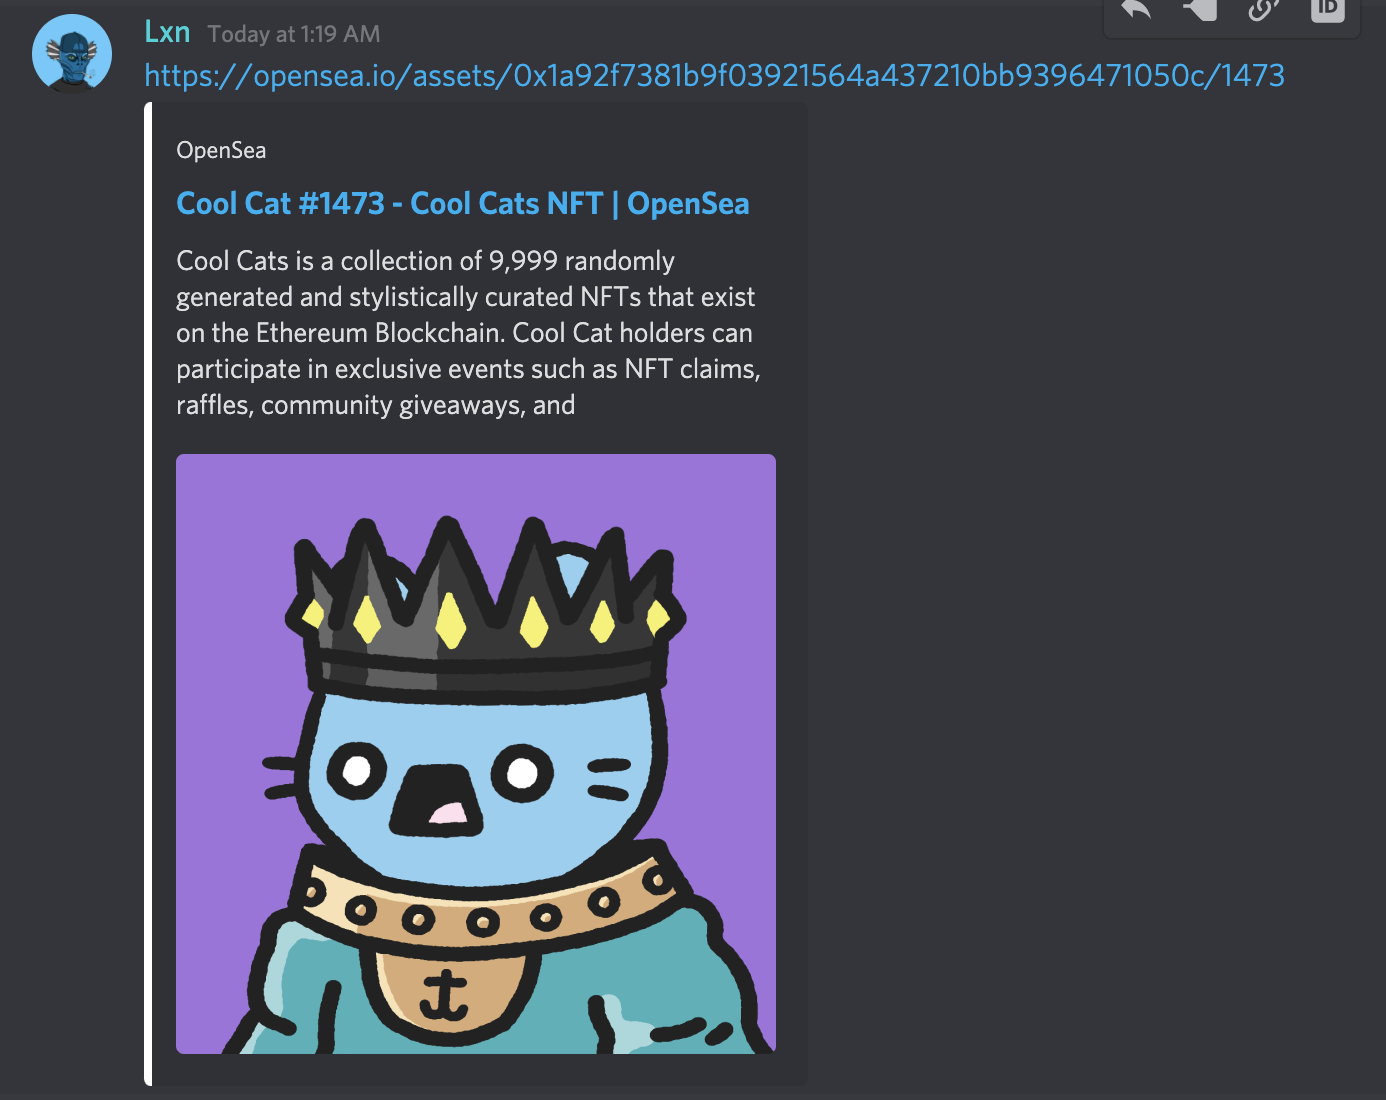 Lxn Today at 1:19 AM
https://opensea.io/assets/0x1a92f7381b9f03921564a437210bb9396471050c/1473
ID
OpenSea
Cool Cat #1473 - Cool Cats NFT | OpenSea
Cool Cats is a collection of 9,999 randomly
generated and stylistically curated NFTs that exist
on the Ethereum Blockchain. Cool Cat holders can
participate in exclusive events such as NFT claims,
raffles, community giveaways, and